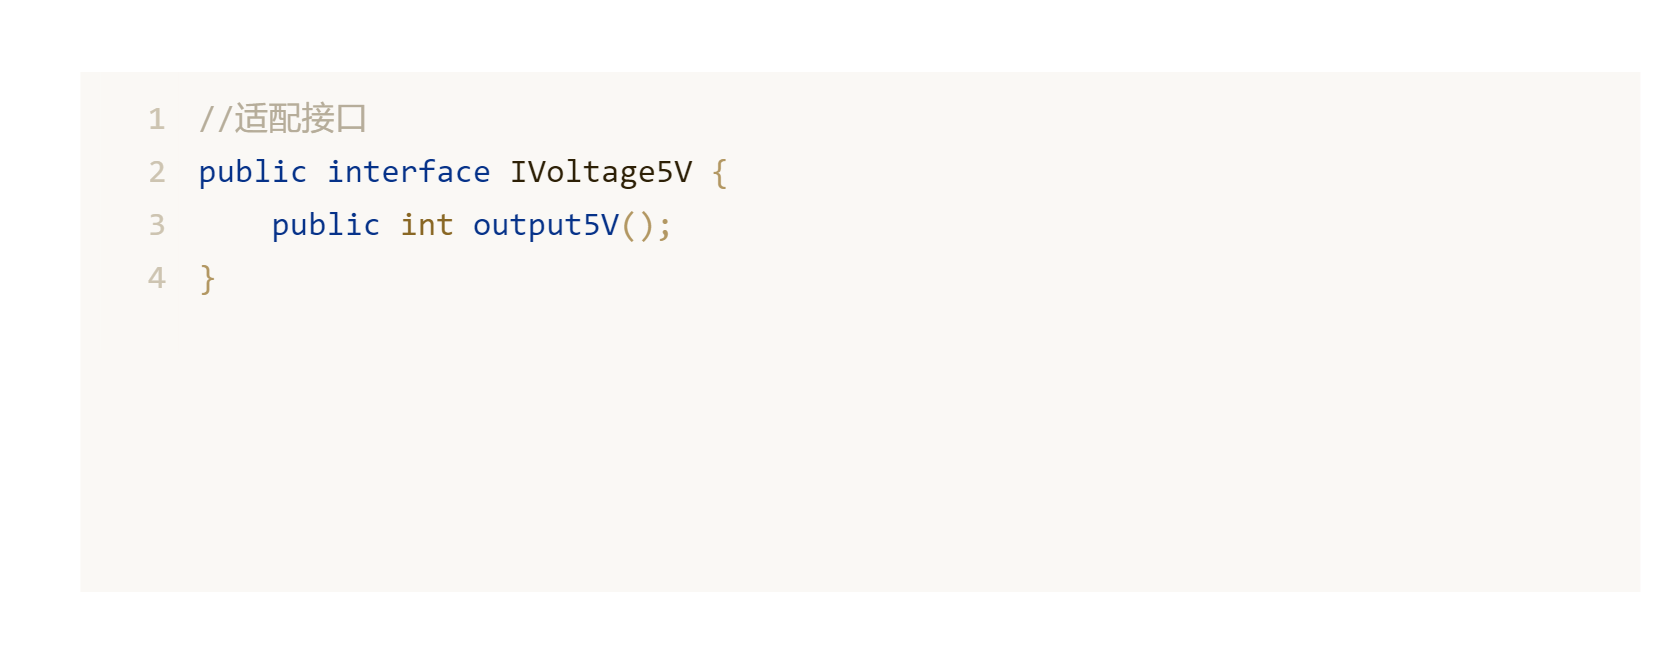 1 //适配接口
2 public interface IVoltage5V {
3     public int output5V();
4 }